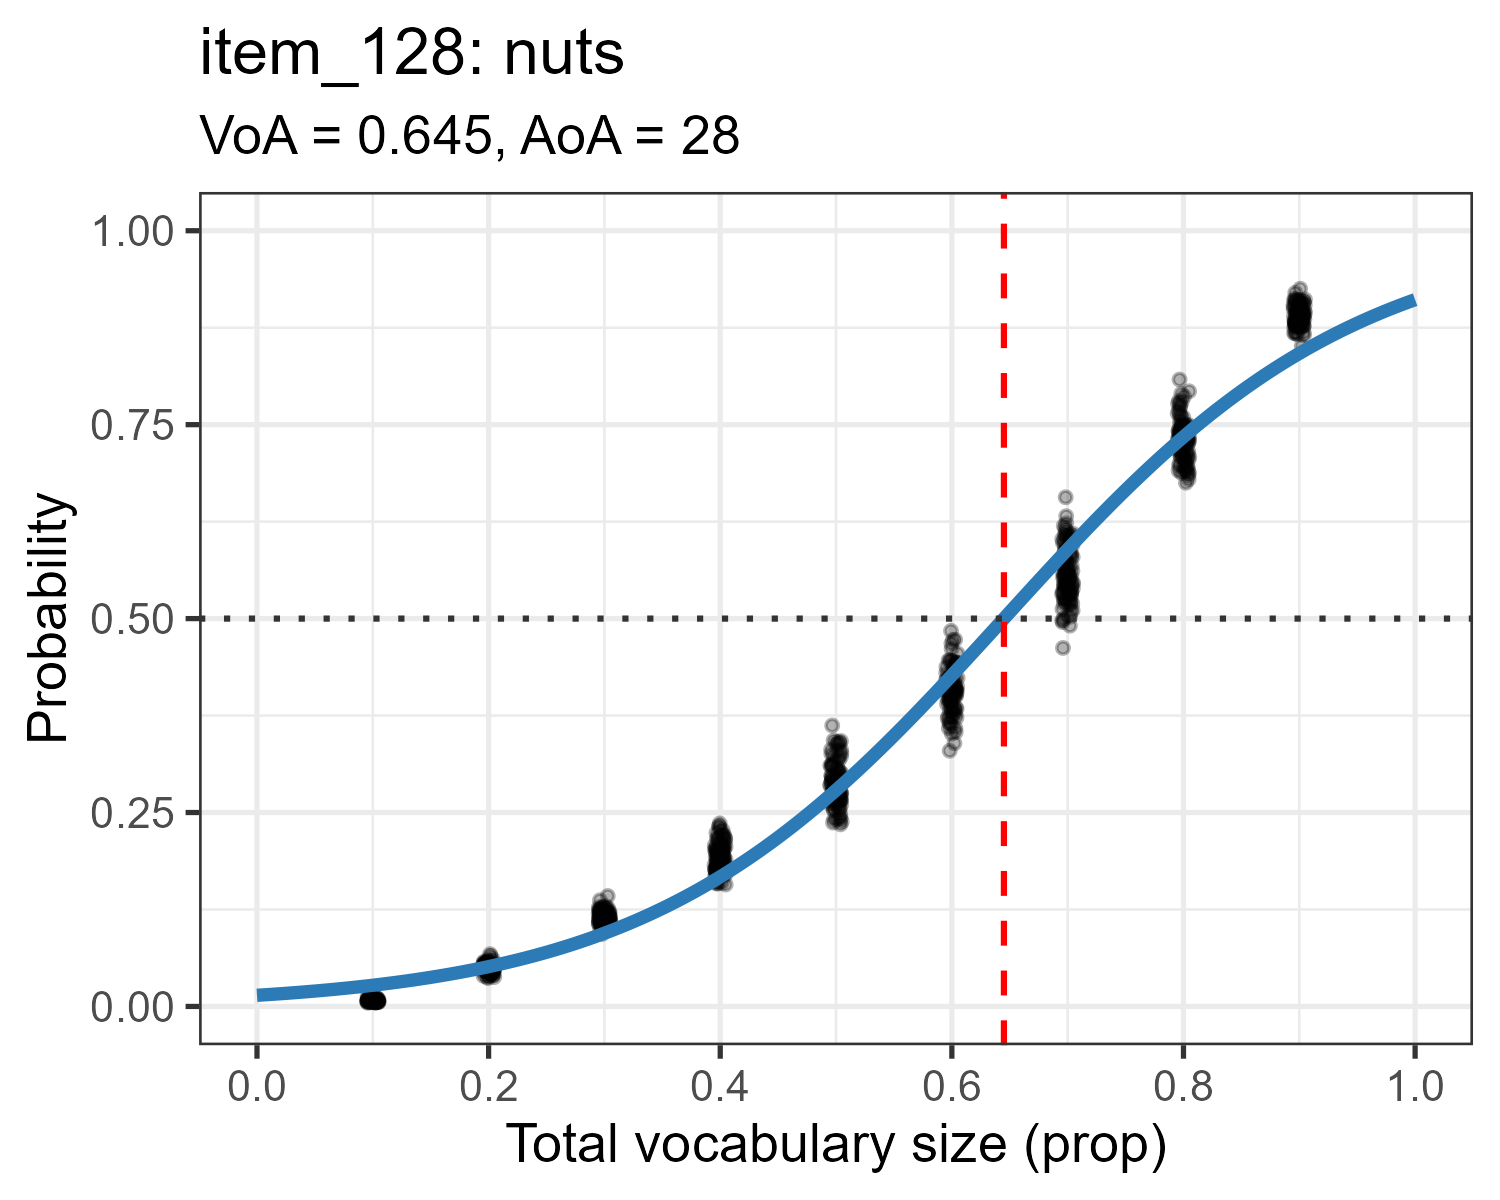 item_128: nuts
VoA = 0.645, AoA = 28
Probability
1.00
0.75
0.50
0.25
0.00
0.0 0.2 0.4 0.6 0.8 1.0
Total vocabulary size (prop)